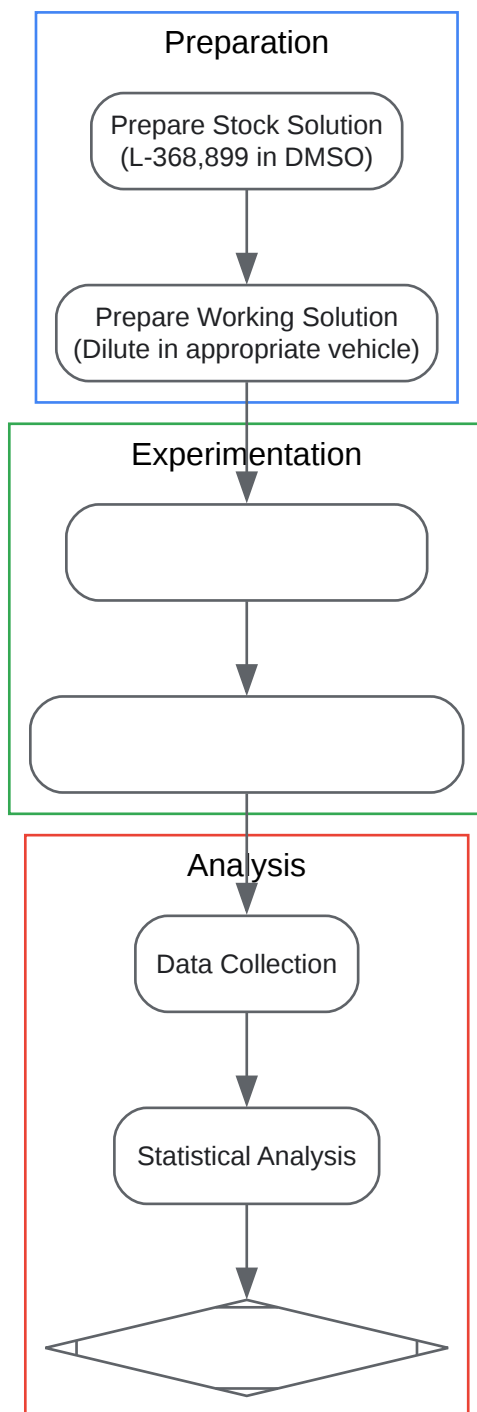 Preparation
Prepare Stock Solution
(L-368,899 in DMSO)
Prepare Working Solution
(Dilute in appropriate vehicle)
Experimentation
Analysis
Data Collection
Statistical Analysis